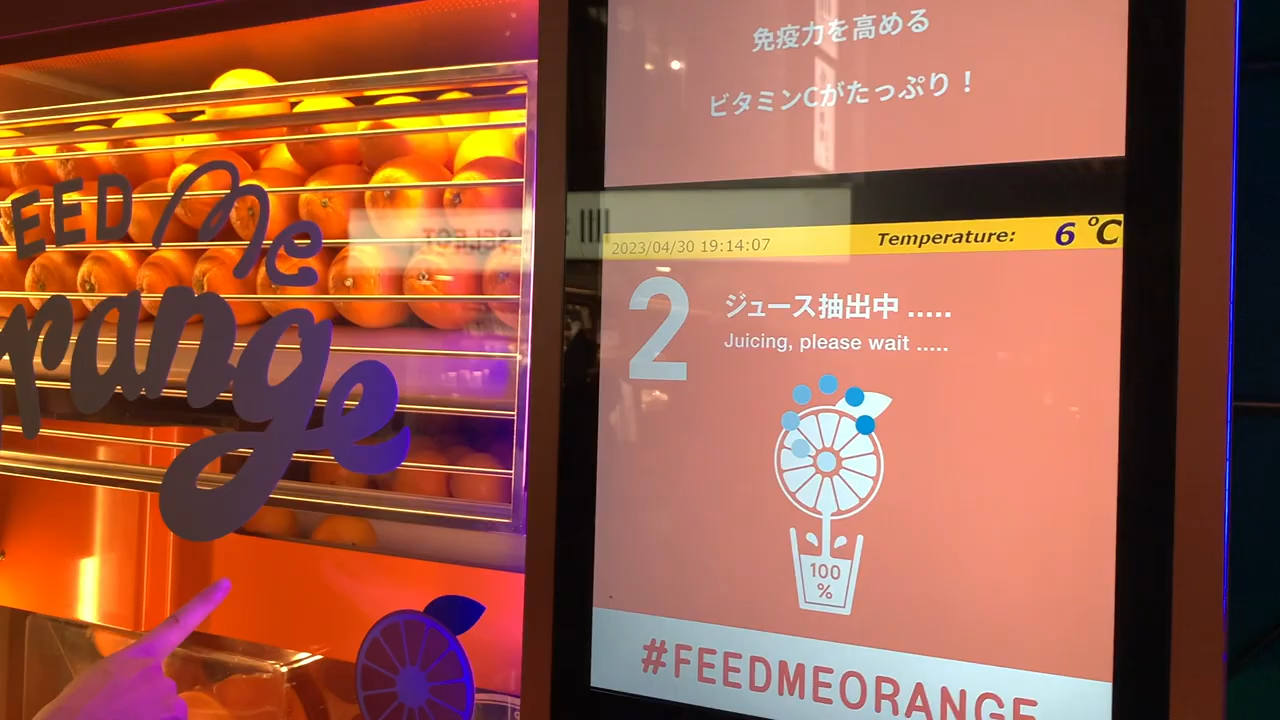 EED
Me
range
免疫力を高める
ビタミンCがたっぷり！
2023/04/30 19:14:07
Temperature: 6 ℃
2
ジュース抽出中 .....
Juicing, please wait .....
100
%
#FEEDMEORANGE